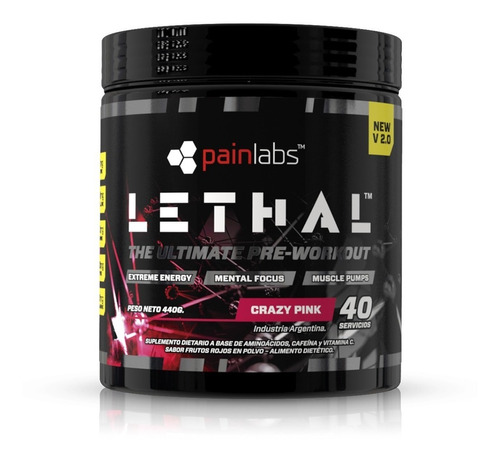 NEW
V 2.0
painlabs™
LETHAL™
THE ULTIMATE PRE-WORKOUT
EXTREME ENERGY MENTAL FOCUS MUSCLE PUMPS
PESO NETO 440G. CRAZY PINK 40
SERVICIOS
Industria Argentina.
SUPLEMENTO DIETARIO A BASE DE AMINOÁCIDOS, CAFEÍNA y VITAMINA C.
SABOR FRUTOS ROJOS EN POLVO - ALIMENTO DIETÉTICO.